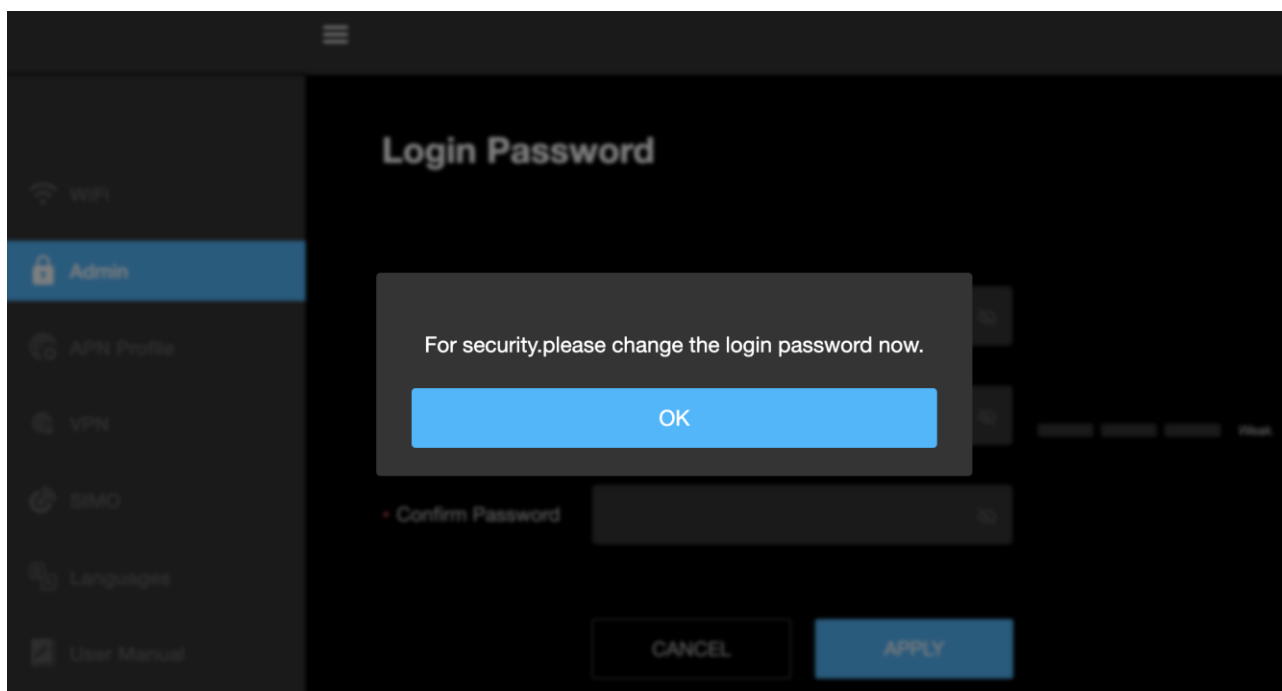 Login Password
WiFi
Admin
For security.please change the login password now.
APN Profile
OK
VPN
Weak
SIMO
• Confirm Password
Languages
CANCEL
APPLY
User Manual